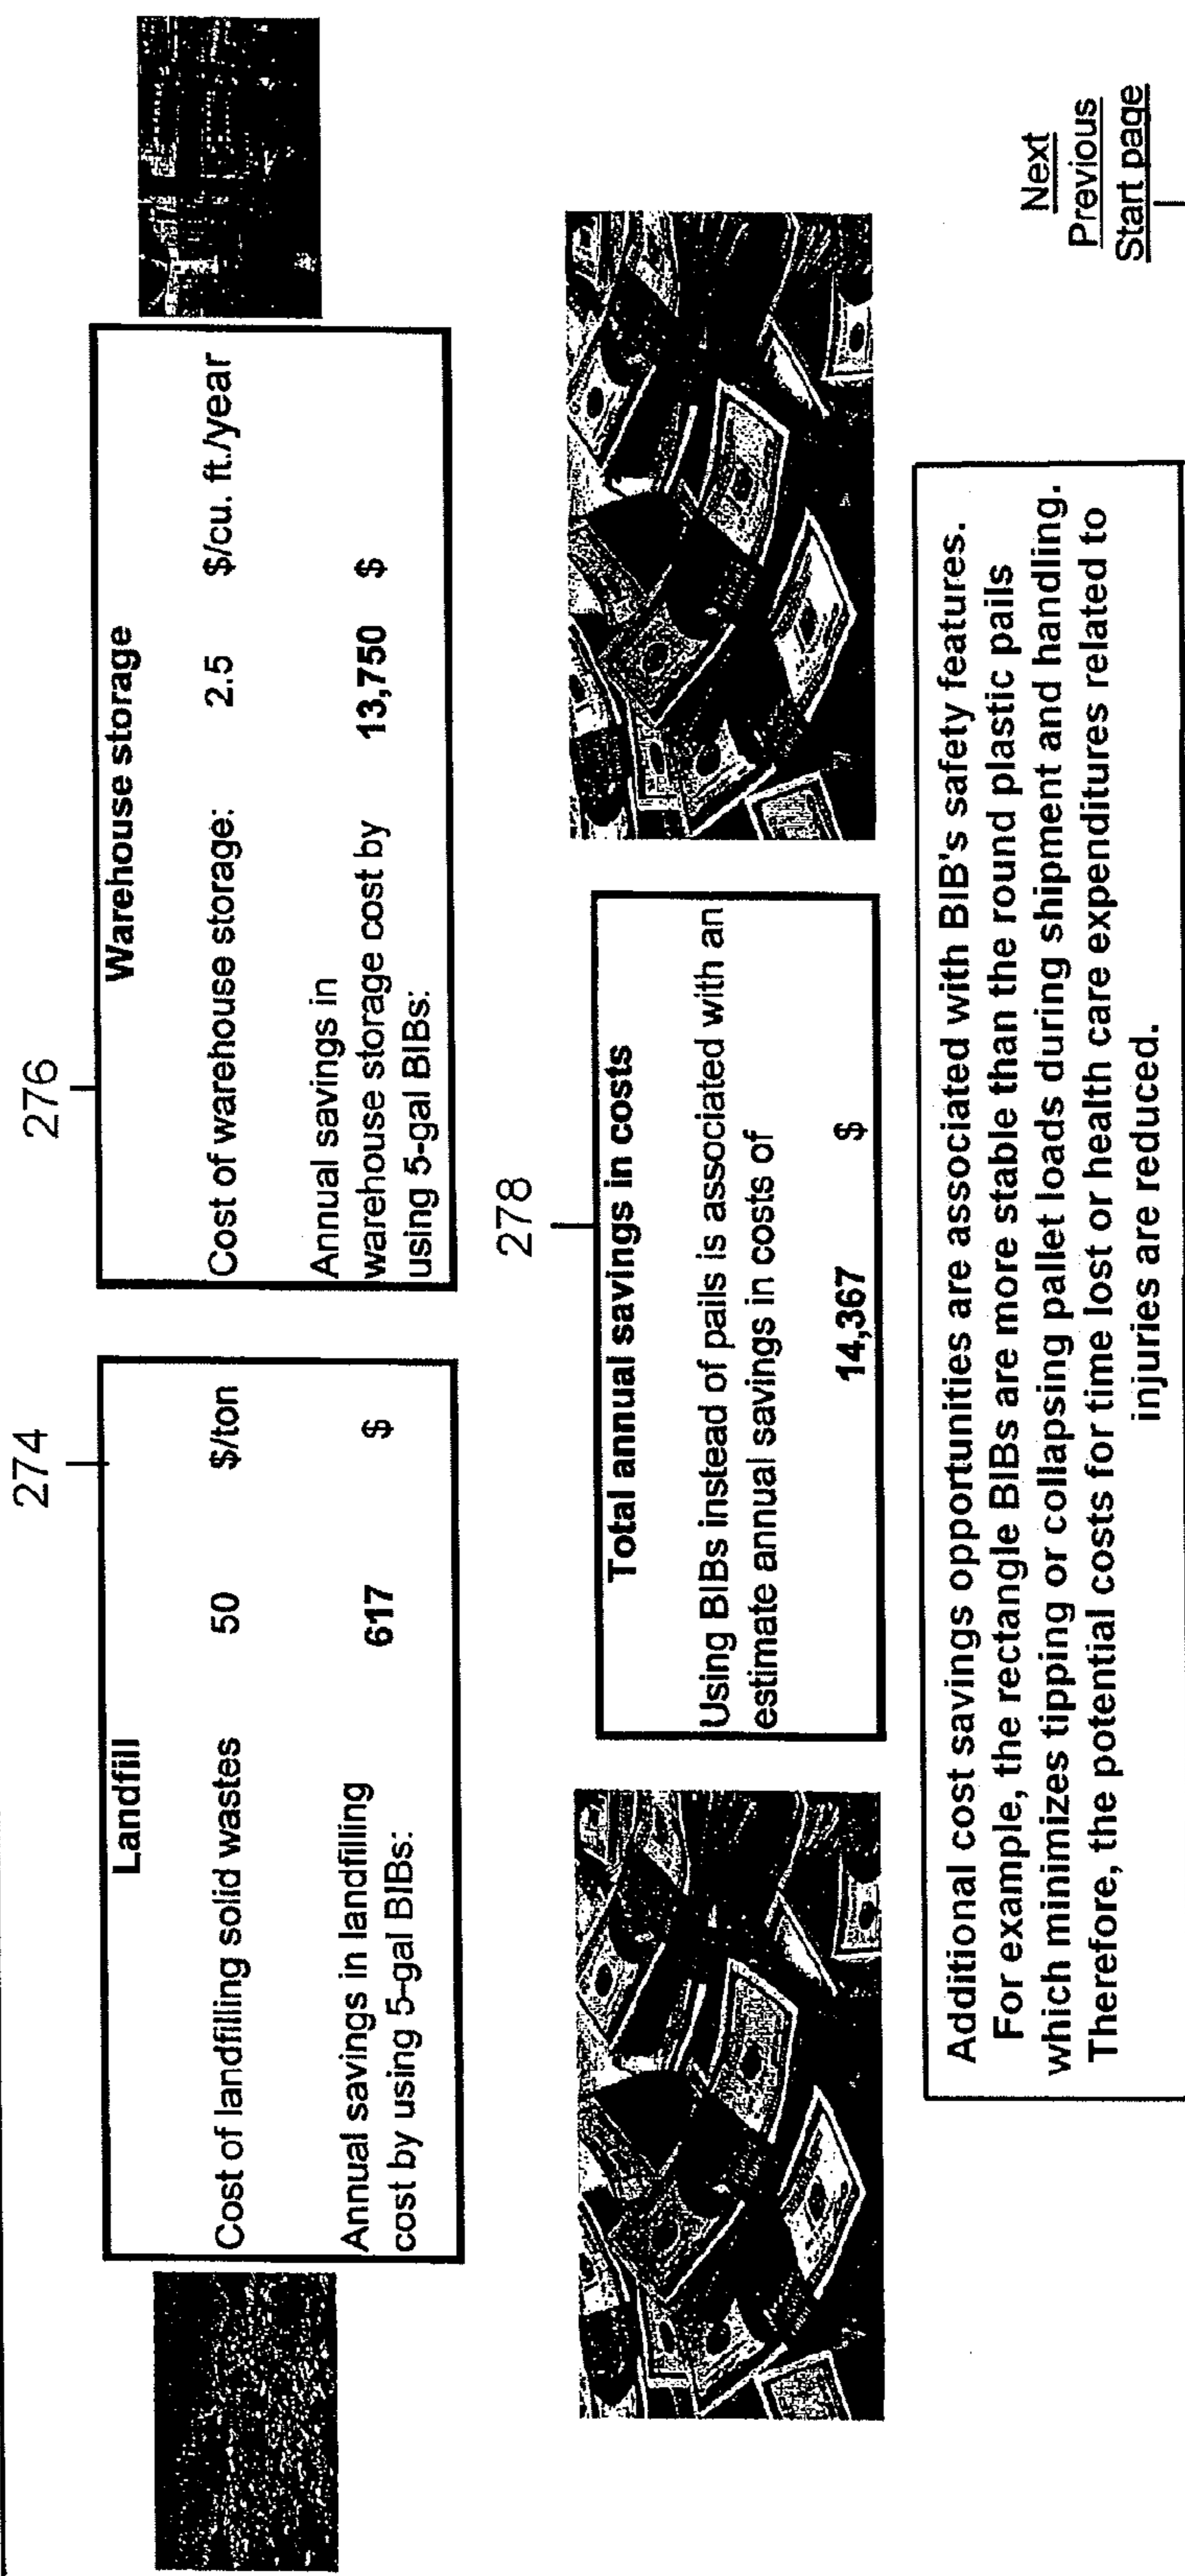 274
Landfill
Cost of landfilling solid wastes 50 $/ton
Annual savings in landfilling
cost by using 5-gal BIBs: 617 $
276
Warehouse storage
Cost of warehouse storage: 2.5 $/cu. ft./year
Annual savings in
warehouse storage cost by 13,750 $
using 5-gal BIBs:
278
Total annual savings in costs
Using BIBs instead of pails is associated with an
estimate annual savings in costs of
14,367 $
Additional cost savings opportunities are associated with BIB's safety features.
For example, the rectangle BIBs are more stable than the round plastic pails
which minimizes tipping or collapsing pallet loads during shipment and handling.
Therefore, the potential costs for time lost or health care expenditures related to
injuries are reduced.
Next
Previous
Start page